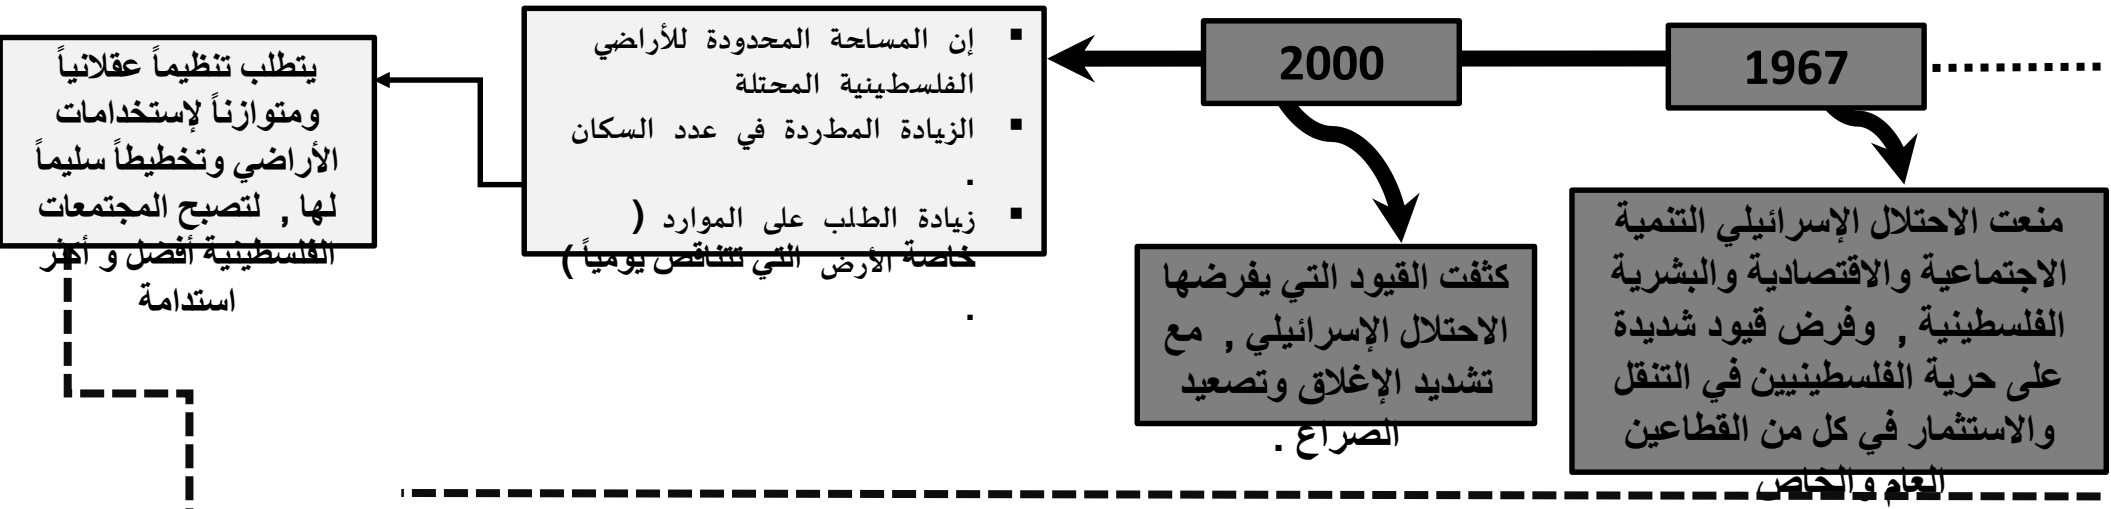 1967
منعت الاحتلال الإسرائيلي التنمية
الاجتماعية والاقتصادية والبشرية
الفلسطينية , وفرض قيود شديدة
على حرية الفلسطينيين في التنقل
والاستثمار في كل من القطاعين
العام والخاص
2000
كثفت القيود التي يفرضها
الاحتلال الإسرائيلي , مع
تشديد الإغلاق وتصعيد
الصراع .
▪ إن المساحة المحدودة للأراضي
الفلسطينية المحتلة
▪ الزيادة المطردة في عدد السكان
.
▪ زيادة الطلب على الموارد (
خاصة الأرض التي تتناقص يومياً )
.
يتطلب تنظيماً عقلانياً
ومتوازناً لإستخدامات
الأراضي وتخطيطاً سليماً
لها , لتصبح المجتمعات
الفلسطينية أفضل و أكثر
استدامة